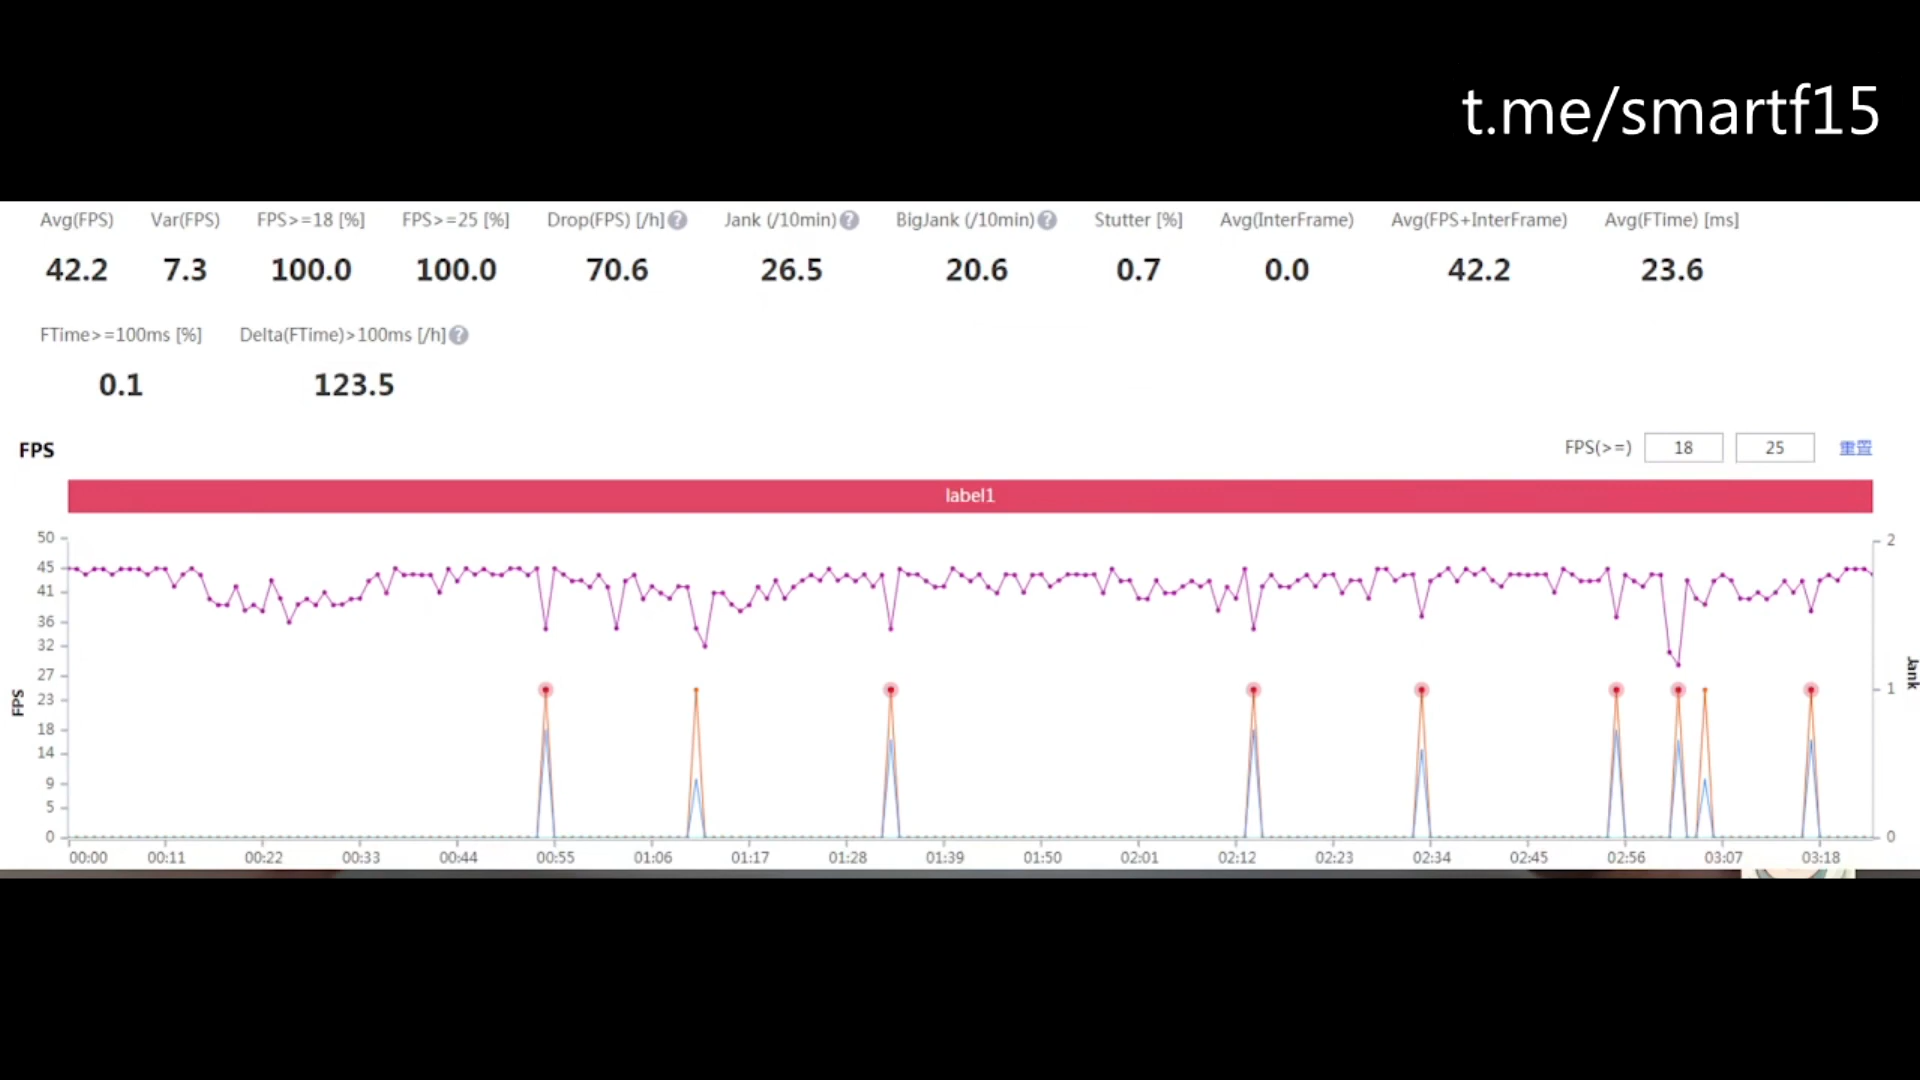 t.me/smartf15
Avg(FPS) Var(FPS) FPS>=18 [%] FPS>=25 [%] Drop(FPS) [/h]? Jank (/10min)? BigJank (/10min)? Stutter [%] Avg(InterFrame) Avg(FPS+InterFrame) Avg(FTime) [ms]
42.2 7.3 100.0 100.0 70.6 26.5 20.6 0.7 0.0 42.2 23.6
FTime>=100ms [%] Delta(FTime)>100ms [/h]?
0.1 123.5
FPS FPS(>=) 18 25 重置
label1
50
45
41
36
32
27
23
18
14
9
5
0
FPS
2
1
0
Jank
00:00 00:11 00:22 00:33 00:44 00:55 01:06 01:17 01:28 01:39 01:50 02:01 02:12 02:23 02:34 02:45 02:56 03:07 03:18